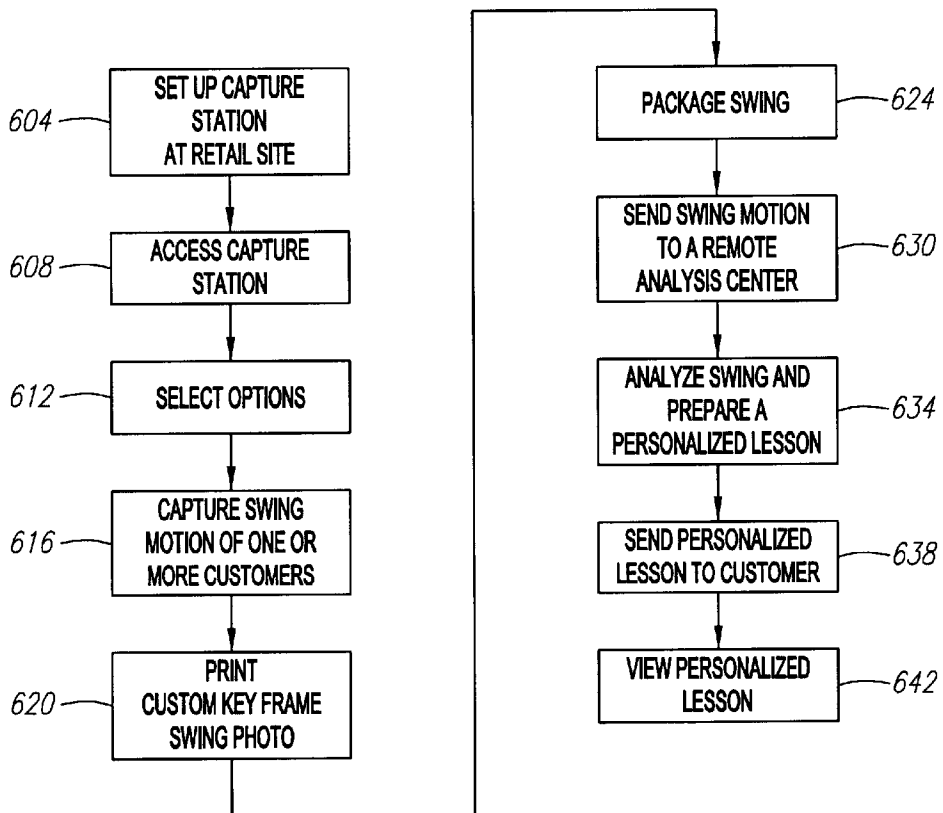 604
SET UP CAPTURE
STATION
AT RETAIL SITE
608
ACCESS CAPTURE
STATION
612
SELECT OPTIONS
616
CAPTURE SWING
MOTION OF ONE OR
MORE CUSTOMERS
620
PRINT
CUSTOM KEY FRAME
SWING PHOTO
PACKAGE SWING
624
SEND SWING MOTION
TO A REMOTE
ANALYSIS CENTER
630
ANALYZE SWING AND
PREPARE A
PERSONALIZED LESSON
634
SEND PERSONALIZED
LESSON TO CUSTOMER
638
VIEW PERSONALIZED
LESSON
642